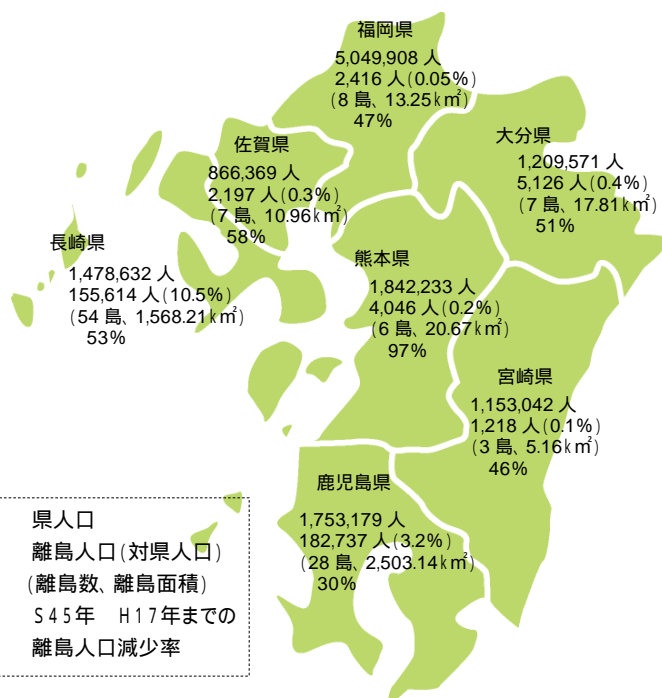 福岡県
5,049,908 人
2,416 人(0.05%)
(8 島、13.25k㎡)
47%
佐賀県
866,369 人
2,197 人(0.3%)
(7 島、10.96k㎡)
58%
大分県
1,209,571 人
5,126 人(0.4%)
(7 島、17.81k㎡)
51%
長崎県
1,478,632 人
155,614 人(10.5%)
(54 島、1,568.21k㎡)
53%
熊本県
1,842,233 人
4,046 人(0.2%)
(6 島、20.67k㎡)
97%
宮崎県
1,153,042 人
1,218 人(0.1%)
(3 島、5.16k㎡)
46%
鹿児島県
1,753,179 人
182,737 人(3.2%)
(28 島、2,503.14k㎡)
30%
県人口
離島人口(対県人口)
(離島数、離島面積)
S45年 H17年までの
離島人口減少率